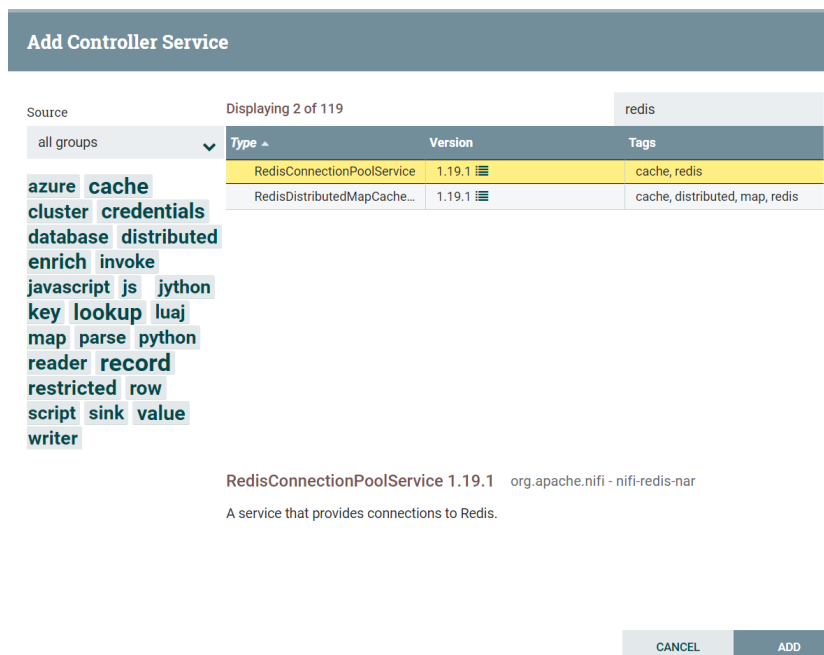 Add Controller Service
Source
Displaying 2 of 119
redis
all groups
Type Version Tags
RedisConnectionPoolService 1.19.1 cache, redis
RedisDistributedMapCache... 1.19.1 cache, distributed, map, redis
azure cache
cluster credentials
database distributed
enrich invoke
javascript js jython
key lookup luaj
map parse python
reader record
restricted row
script sink value
writer
RedisConnectionPoolService 1.19.1 org.apache.nifi - nifi-redis-nar
A service that provides connections to Redis.
CANCEL ADD